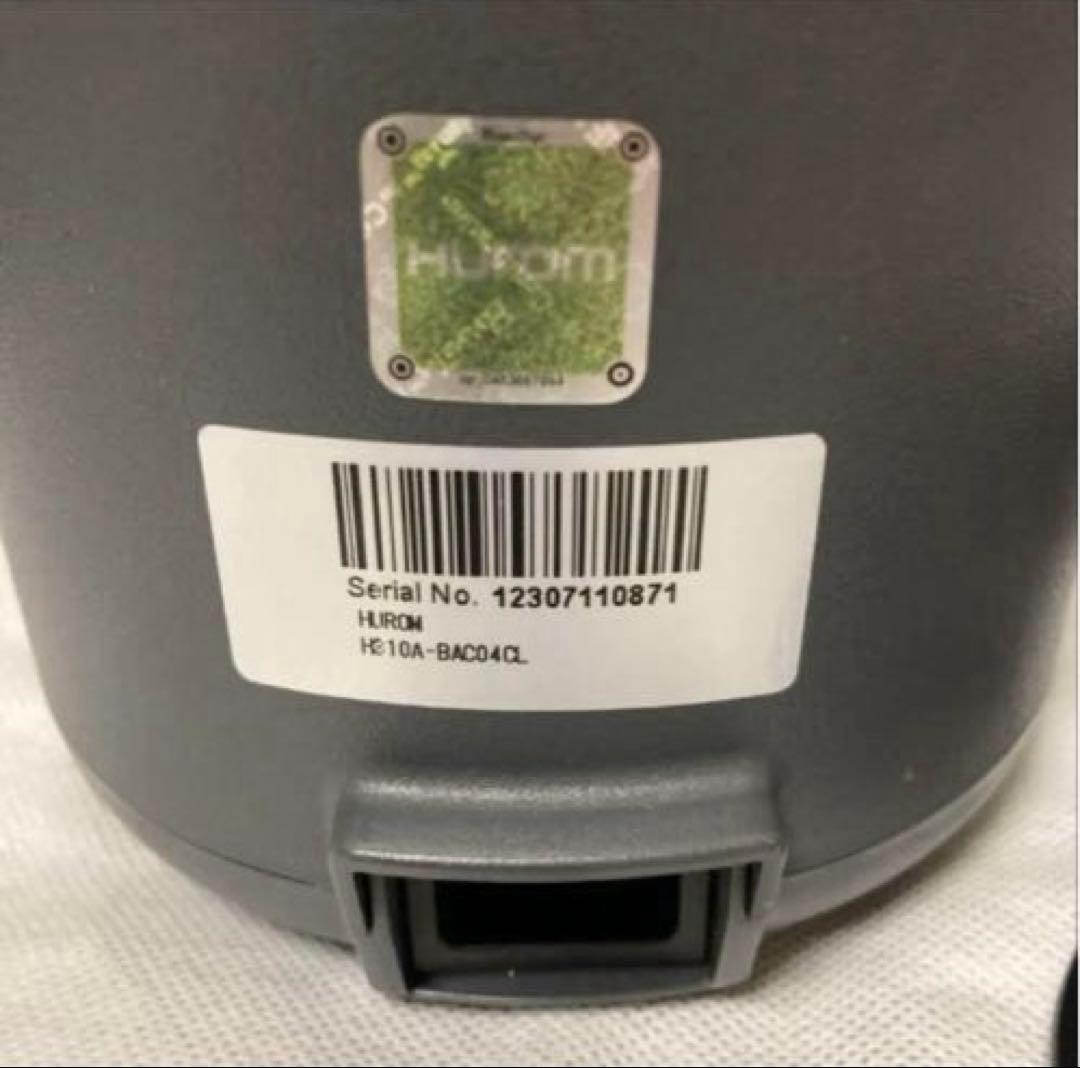 Hurom
Serial No. 12307110871
HUROM
H310A-BAC04CL